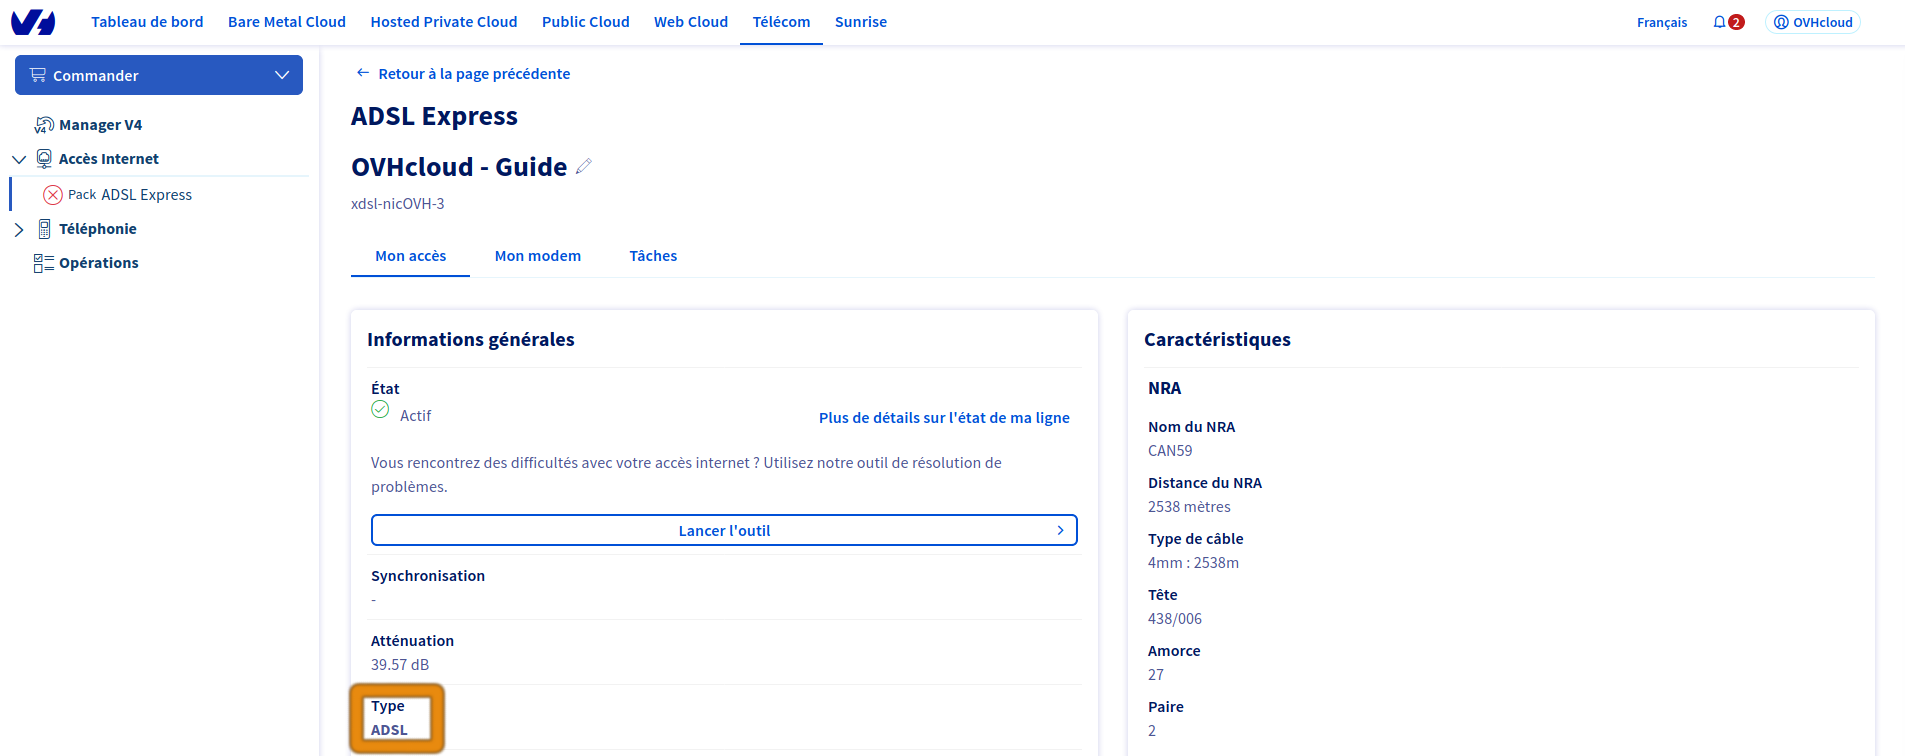 Tableau de bord Bare Metal Cloud Hosted Private Cloud Public Cloud Web Cloud Télécom Sunrise Français 2 OVHcloud
Commander
Manager V4
Accès Internet
Pack ADSL Express
Téléphonie
Opérations
Retour à la page précédente
ADSL Express
OVHcloud - Guide
xdsl-nicOVH-3
Mon accès Mon modem Tâches
Informations générales
État
Actif
Plus de détails sur l'état de ma ligne
Vous rencontrez des difficultés avec votre accès internet ? Utilisez notre outil de résolution de
problèmes.
Lancer l'outil
Synchronisation
-
Atténuation
39.57 dB
Type
ADSL
Caractéristiques
NRA
Nom du NRA
CAN59
Distance du NRA
2538 mètres
Type de câble
4mm : 2538m
Tête
438/006
Amorce
27
Paire
2